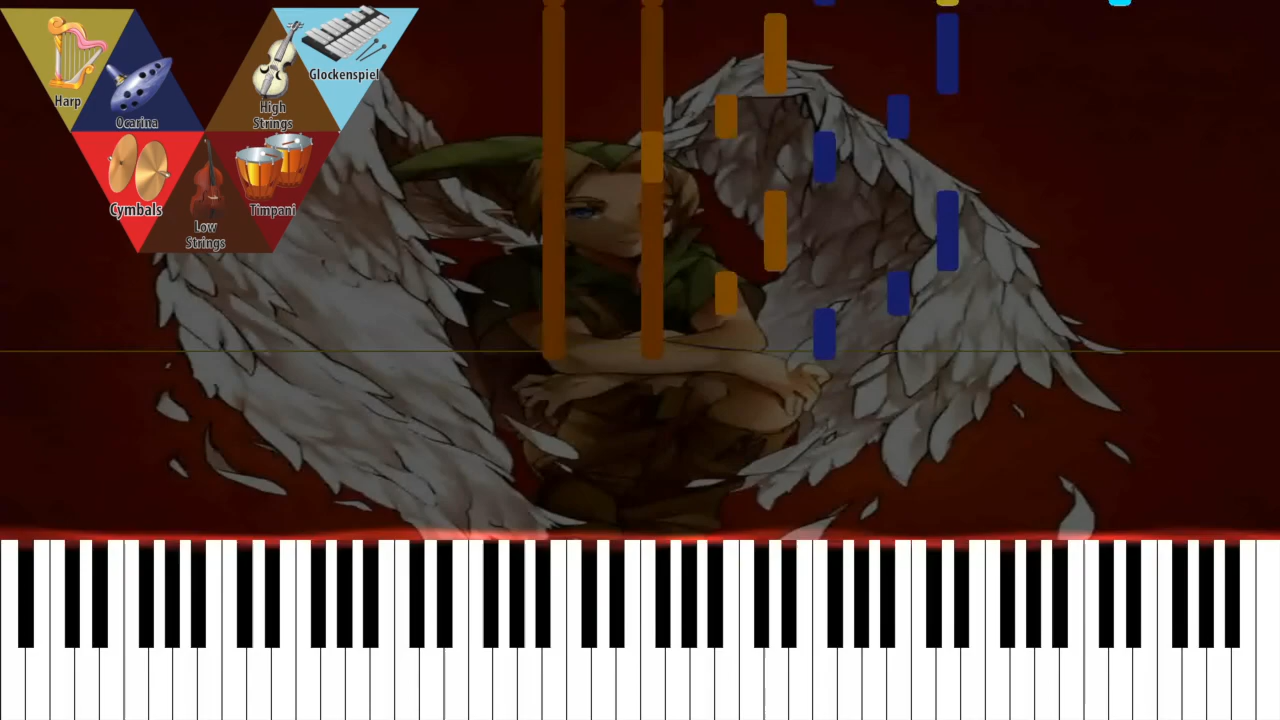 Harp
Ocarina
High
Strings
Glockenspiel
Cymbals
Low
Strings
Timpani